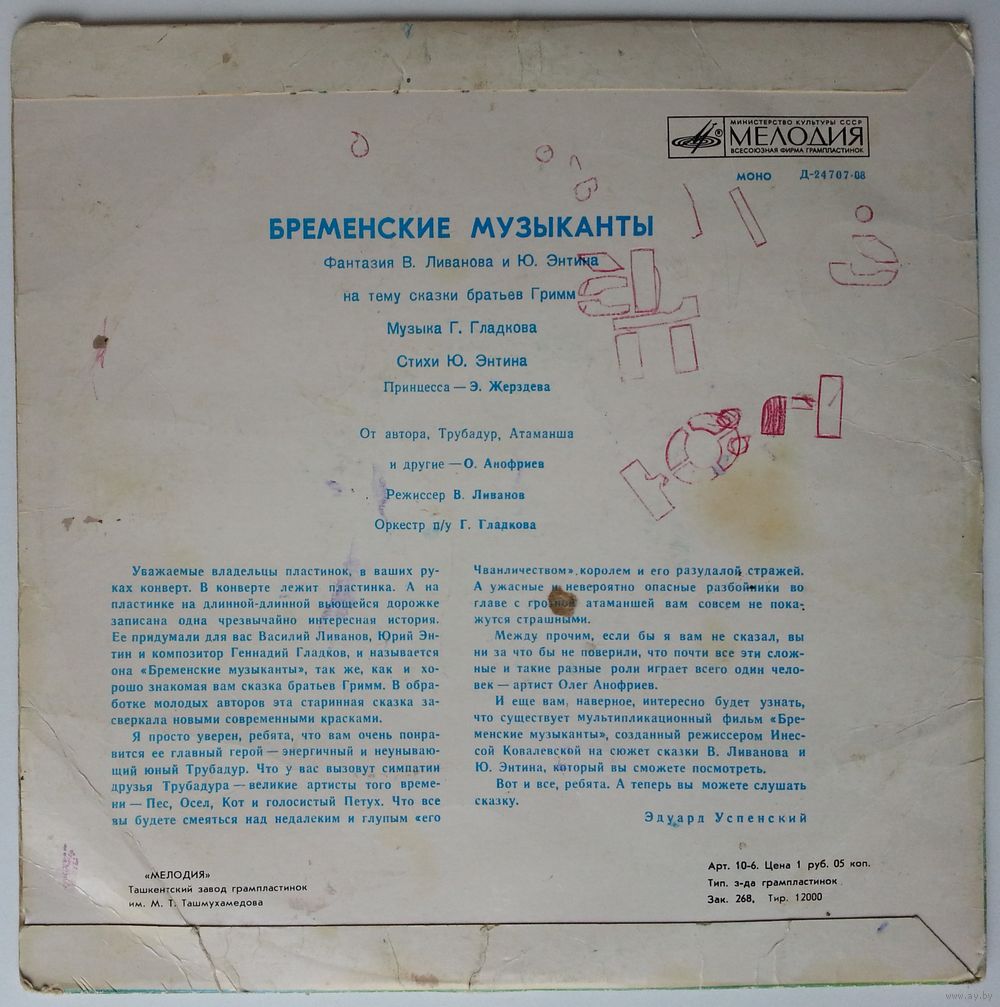 МИНИСТЕРСТВО КУЛЬТУРЫ СССР
МЕЛОДИЯ
ВСЕСОЮЗНАЯ ФИРМА ГРАМПЛАСТИНОК
МОНО Д-24707-08
БРЕМЕНСКИЕ МУЗЫКАНТЫ
Фантазия В. Ливанова и Ю. Энтина
на тему сказки братьев Гримм
Музыка Г. Гладкова
Стихи Ю. Энтина
Принцесса — Э. Жерздева
От автора, Трубадур, Атаманша
и другие — О. Анофриев
Режиссер В. Ливанов
Оркестр п/у Г. Гладкова
Уважаемые владельцы пластинок, в ваших ру-
ках конверт. В конверте лежит пластинка. А на
пластинке на длинной-длинной вьющейся дорожке
записана одна чрезвычайно интересная история.
Ее придумали для вас Василий Ливанов, Юрий Эн-
тин и композитор Геннадий Гладков, и называется
она «Бременские музыканты», так же, как и хо-
рошо знакомая вам сказка братьев Гримм. В обра-
ботке молодых авторов эта старинная сказка за-
сверкала новыми современными красками.
Я просто уверен, ребята, что вам очень понра-
вится ее главный герой — энергичный и неунываю-
щий юный Трубадур. Что у вас вызовут симпатии
друзья Трубадура — великие артисты того време-
ни — Пес, Осел, Кот и голосистый Петух. Что все
вы будете смеяться над недалеким и глупым «его
Чванличеством» королем и его разудалой стражей.
А ужасные и невероятно опасные разбойники во
главе с грозной атаманшей вам совсем не пока-
жутся страшными.
Между прочим, если бы я вам не сказал, вы
ни за что бы не поверили, что почти все эти слож-
ные и такие разные роли играет всего один чело-
век — артист Олег Анофриев.
И еще вам, наверное, интересно будет узнать,
что существует мультипликационный фильм «Бре-
менские музыканты», созданный режиссером Инес-
сой Ковалевской на сюжет сказки В. Ливанова и
Ю. Энтина, который вы сможете посмотреть.
Вот и все, ребята. А теперь вы можете слушать
сказку.
Эдуард Успенский
«МЕЛОДИЯ»
Ташкентский завод грампластинок
им. М. Т. Ташмухамедова
Арт. 10-6. Цена 1 руб. 05 коп.
Тип. з-да грампластинок
Зак. 268. Тир. 12000
www.ay.by